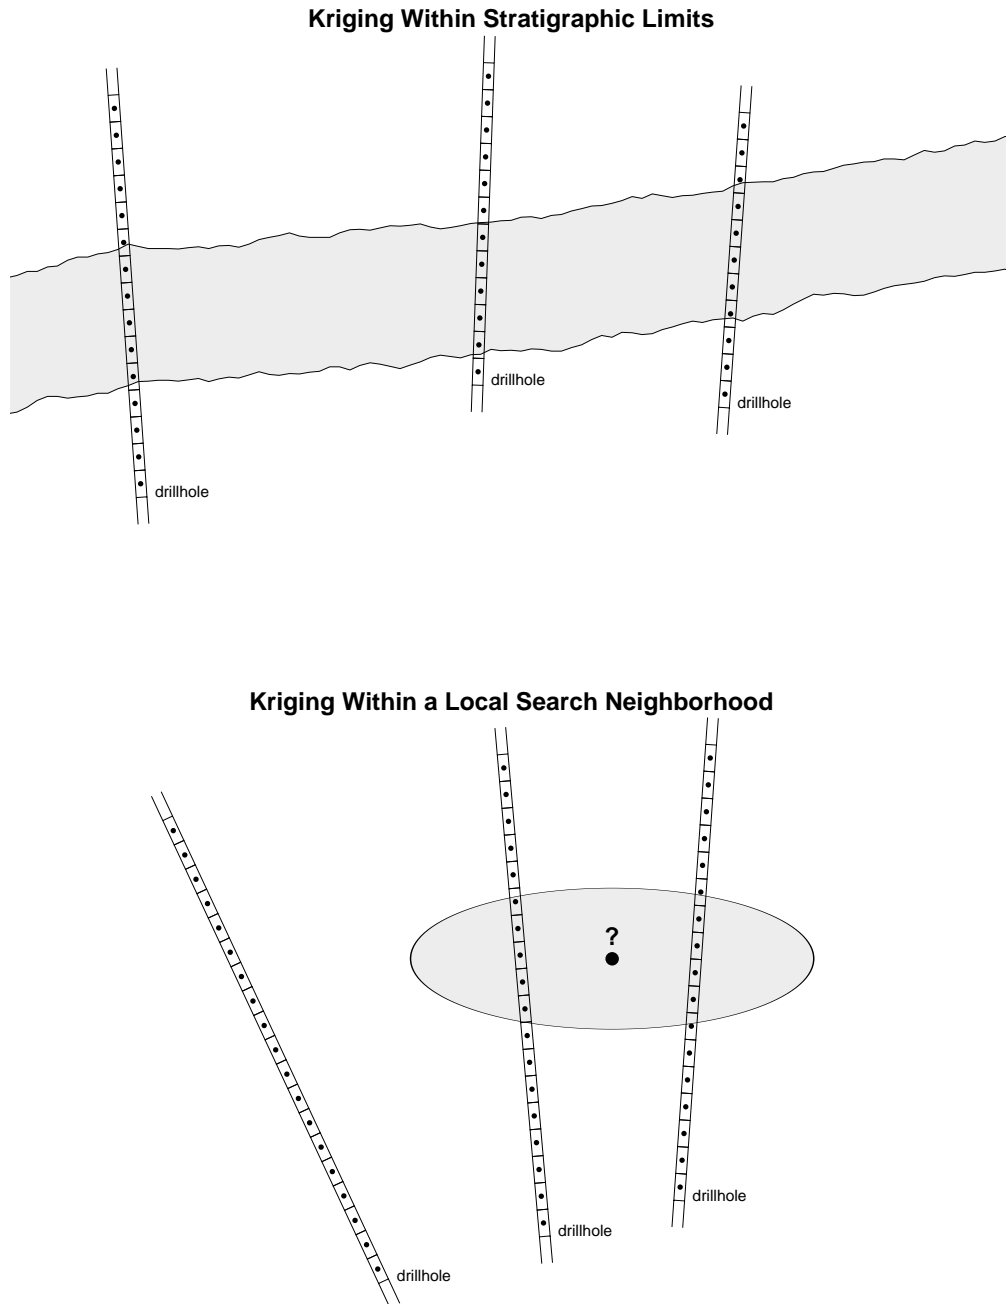 Kriging Within Stratigraphic Limits
drillhole
drillhole
drillhole
Kriging Within a Local Search Neighborhood
?
drillhole
drillhole
drillhole